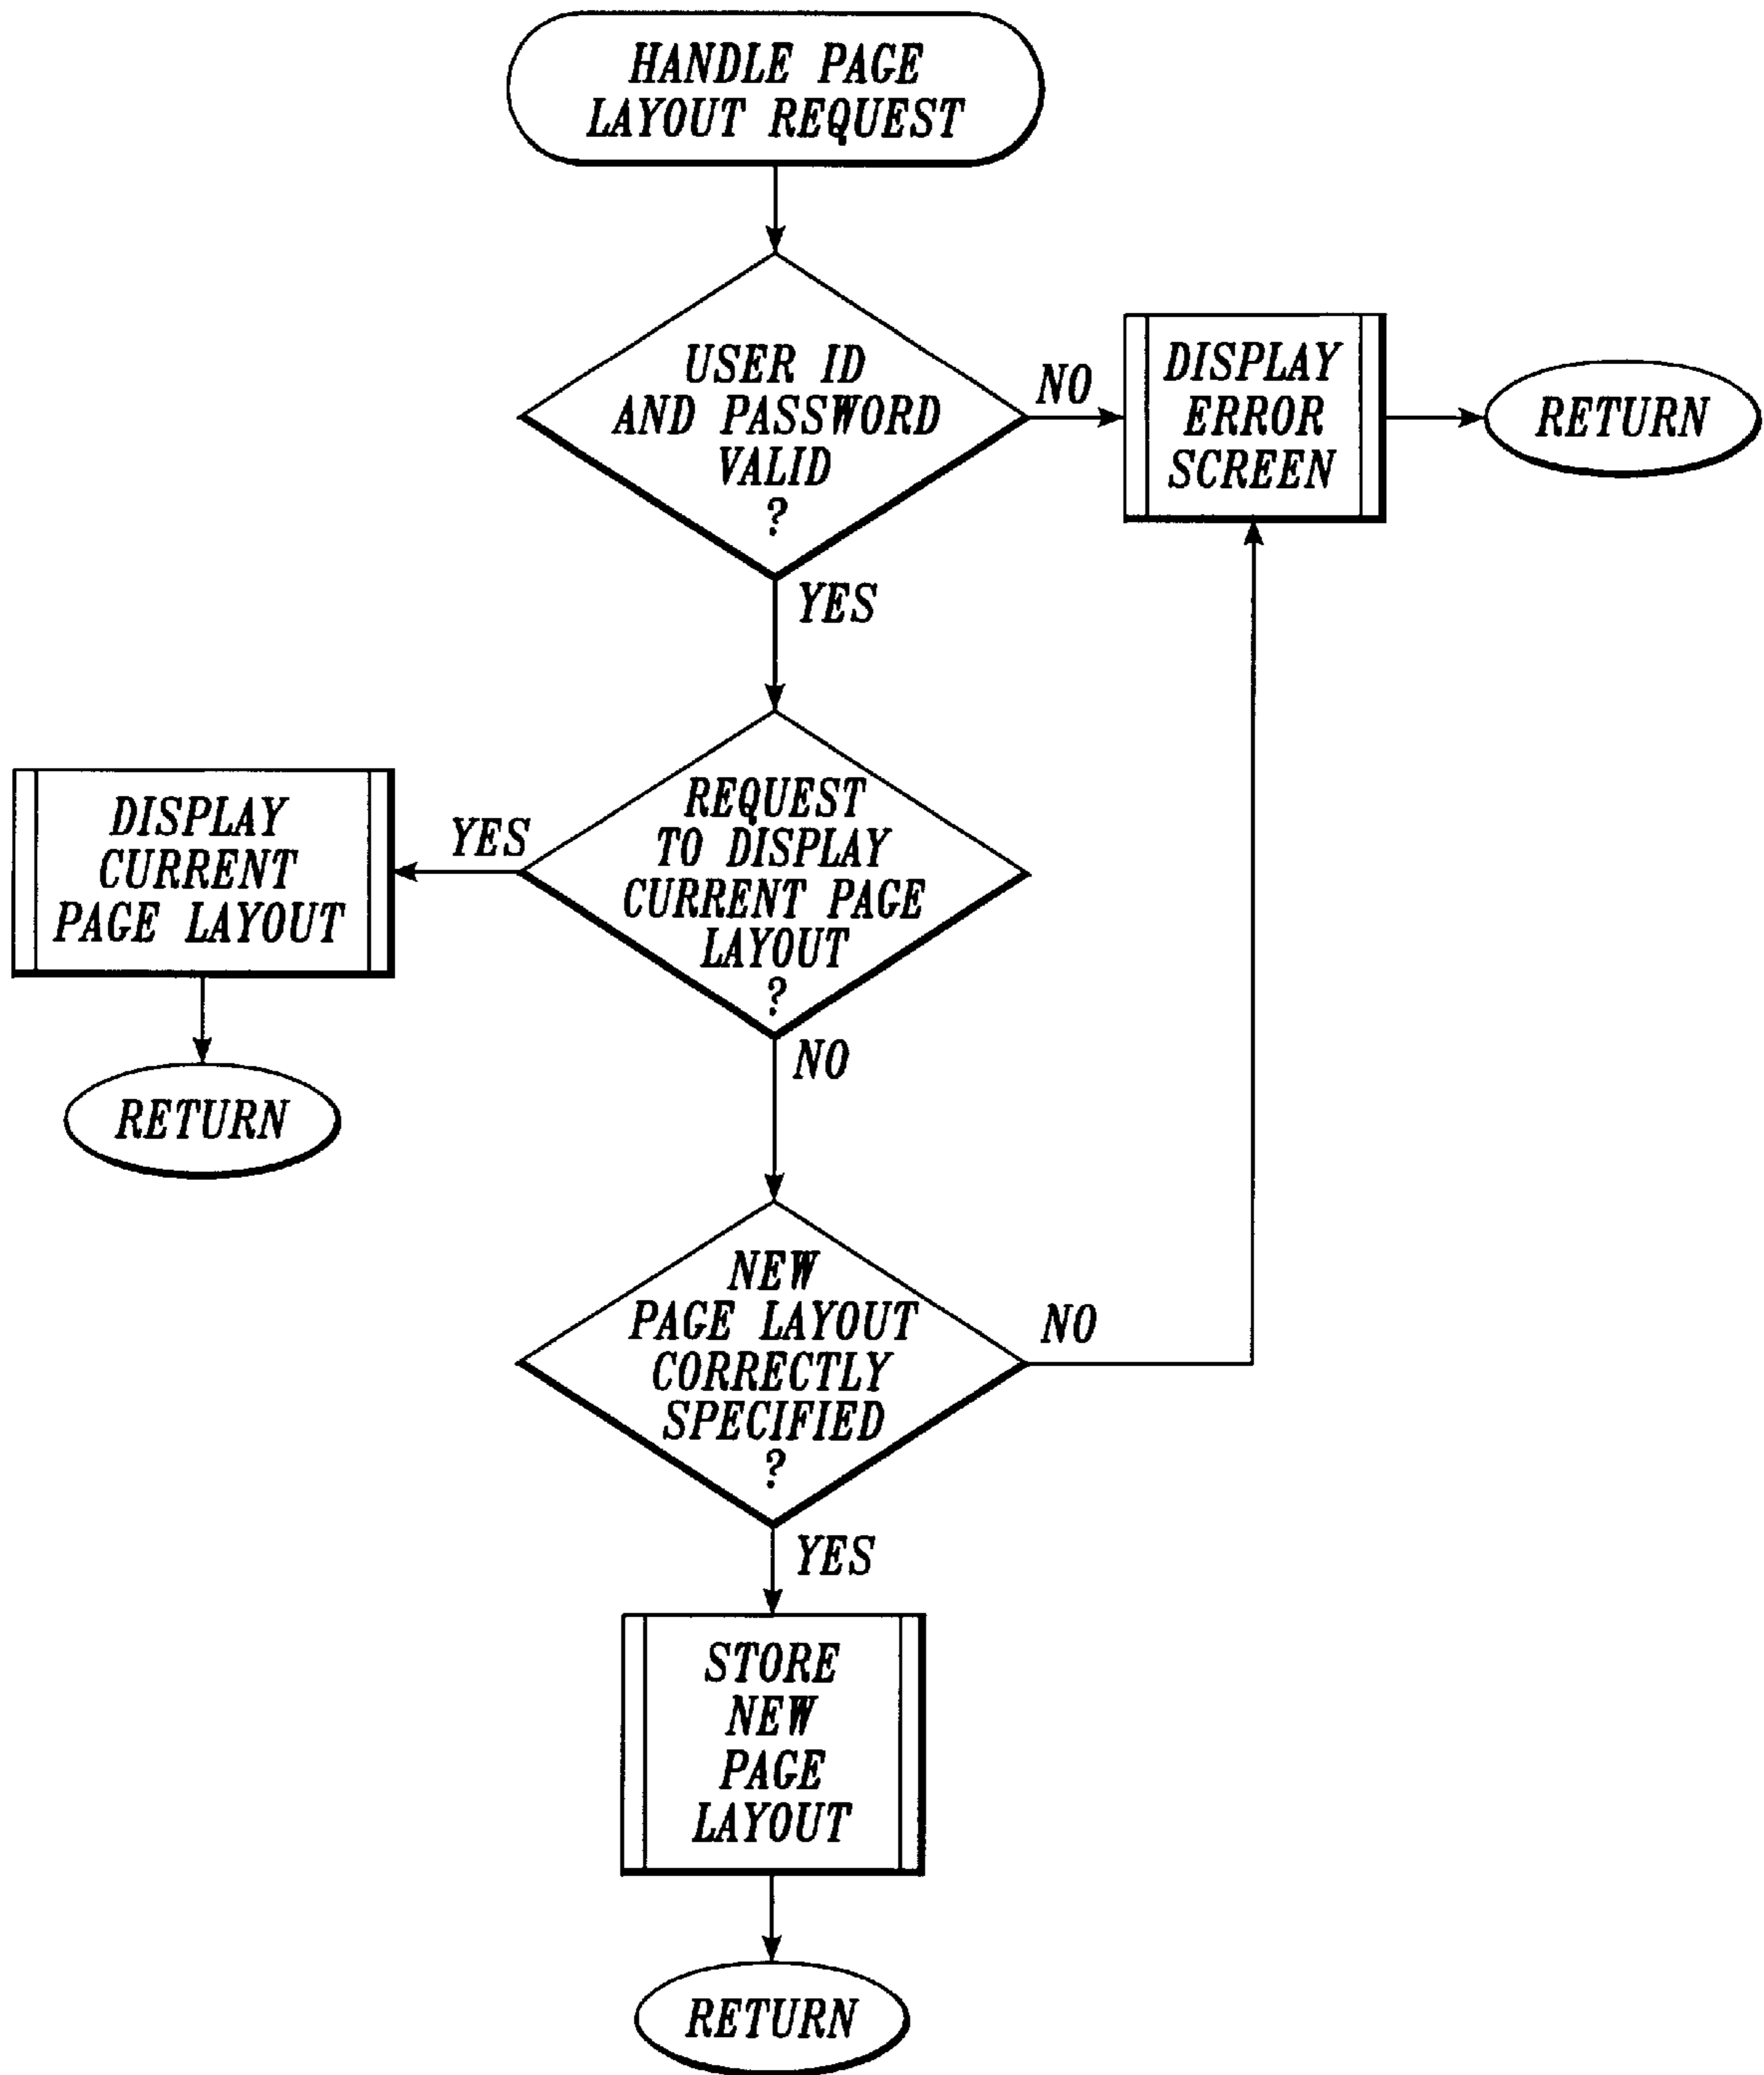 HANDLE PAGE
LAYOUT REQUEST
USER ID
AND PASSWORD
VALID
?
NO
DISPLAY
ERROR
SCREEN
RETURN
YES
REQUEST
TO DISPLAY
CURRENT PAGE
LAYOUT
?
YES
DISPLAY
CURRENT
PAGE LAYOUT
RETURN
NO
NEW
PAGE LAYOUT
CORRECTLY
SPECIFIED
?
NO
YES
STORE
NEW
PAGE
LAYOUT
RETURN